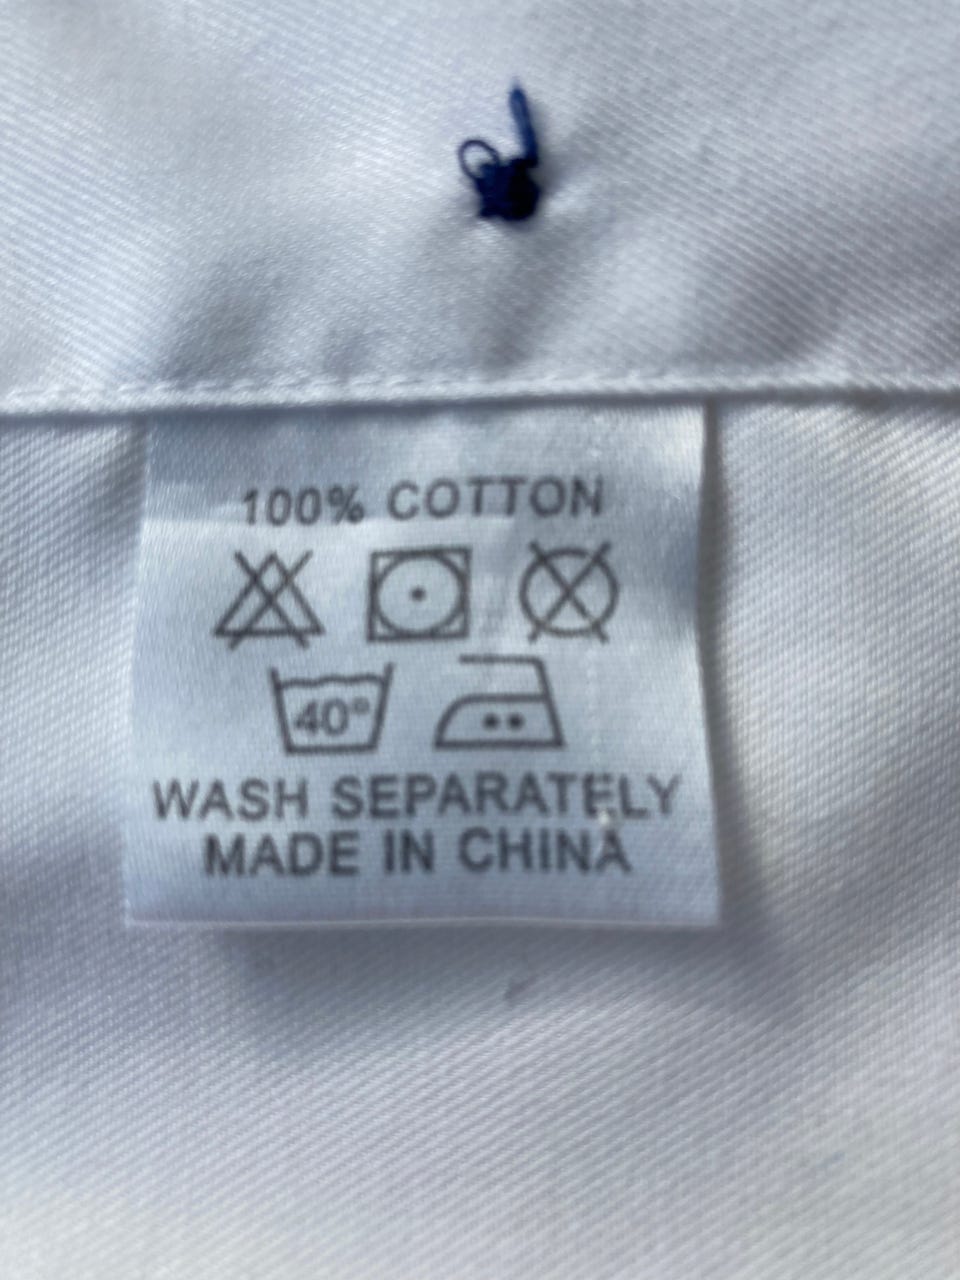 100% COTTON
40°
WASH SEPARATELY
MADE IN CHINA